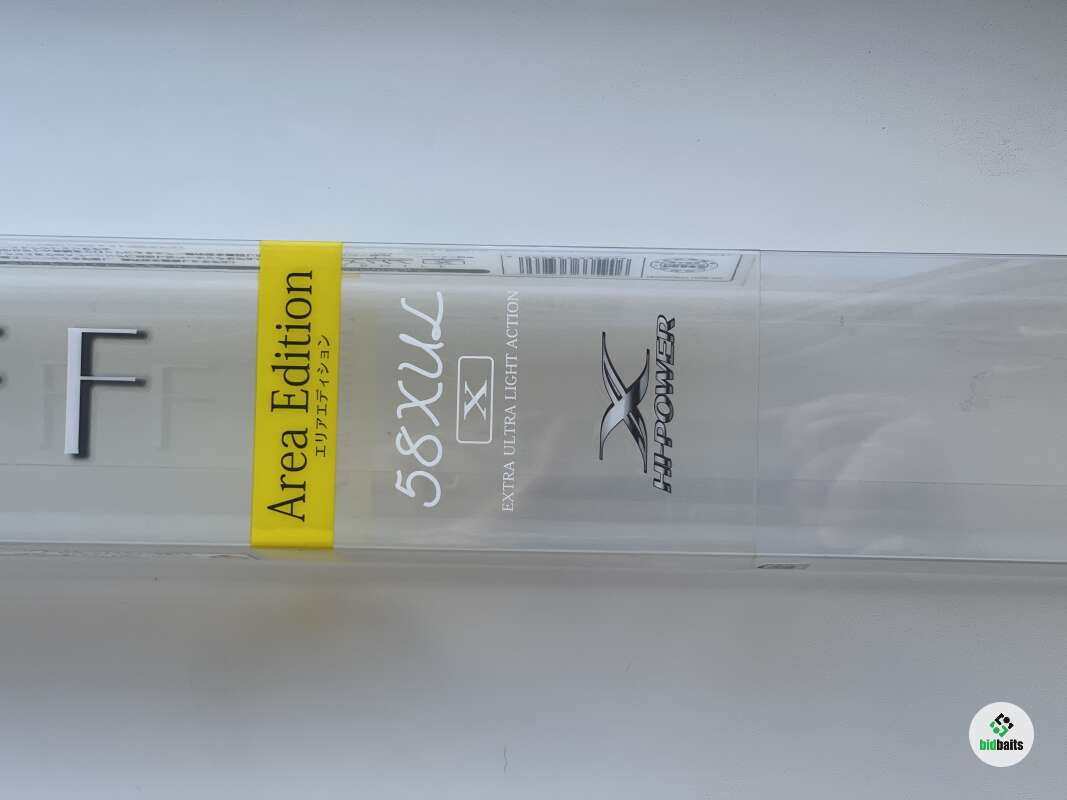 F
Area Edition
エリアエディション
58XUL
X
EXTRA ULTRA LIGHT ACTION
X
HI-POWER
bidbaits